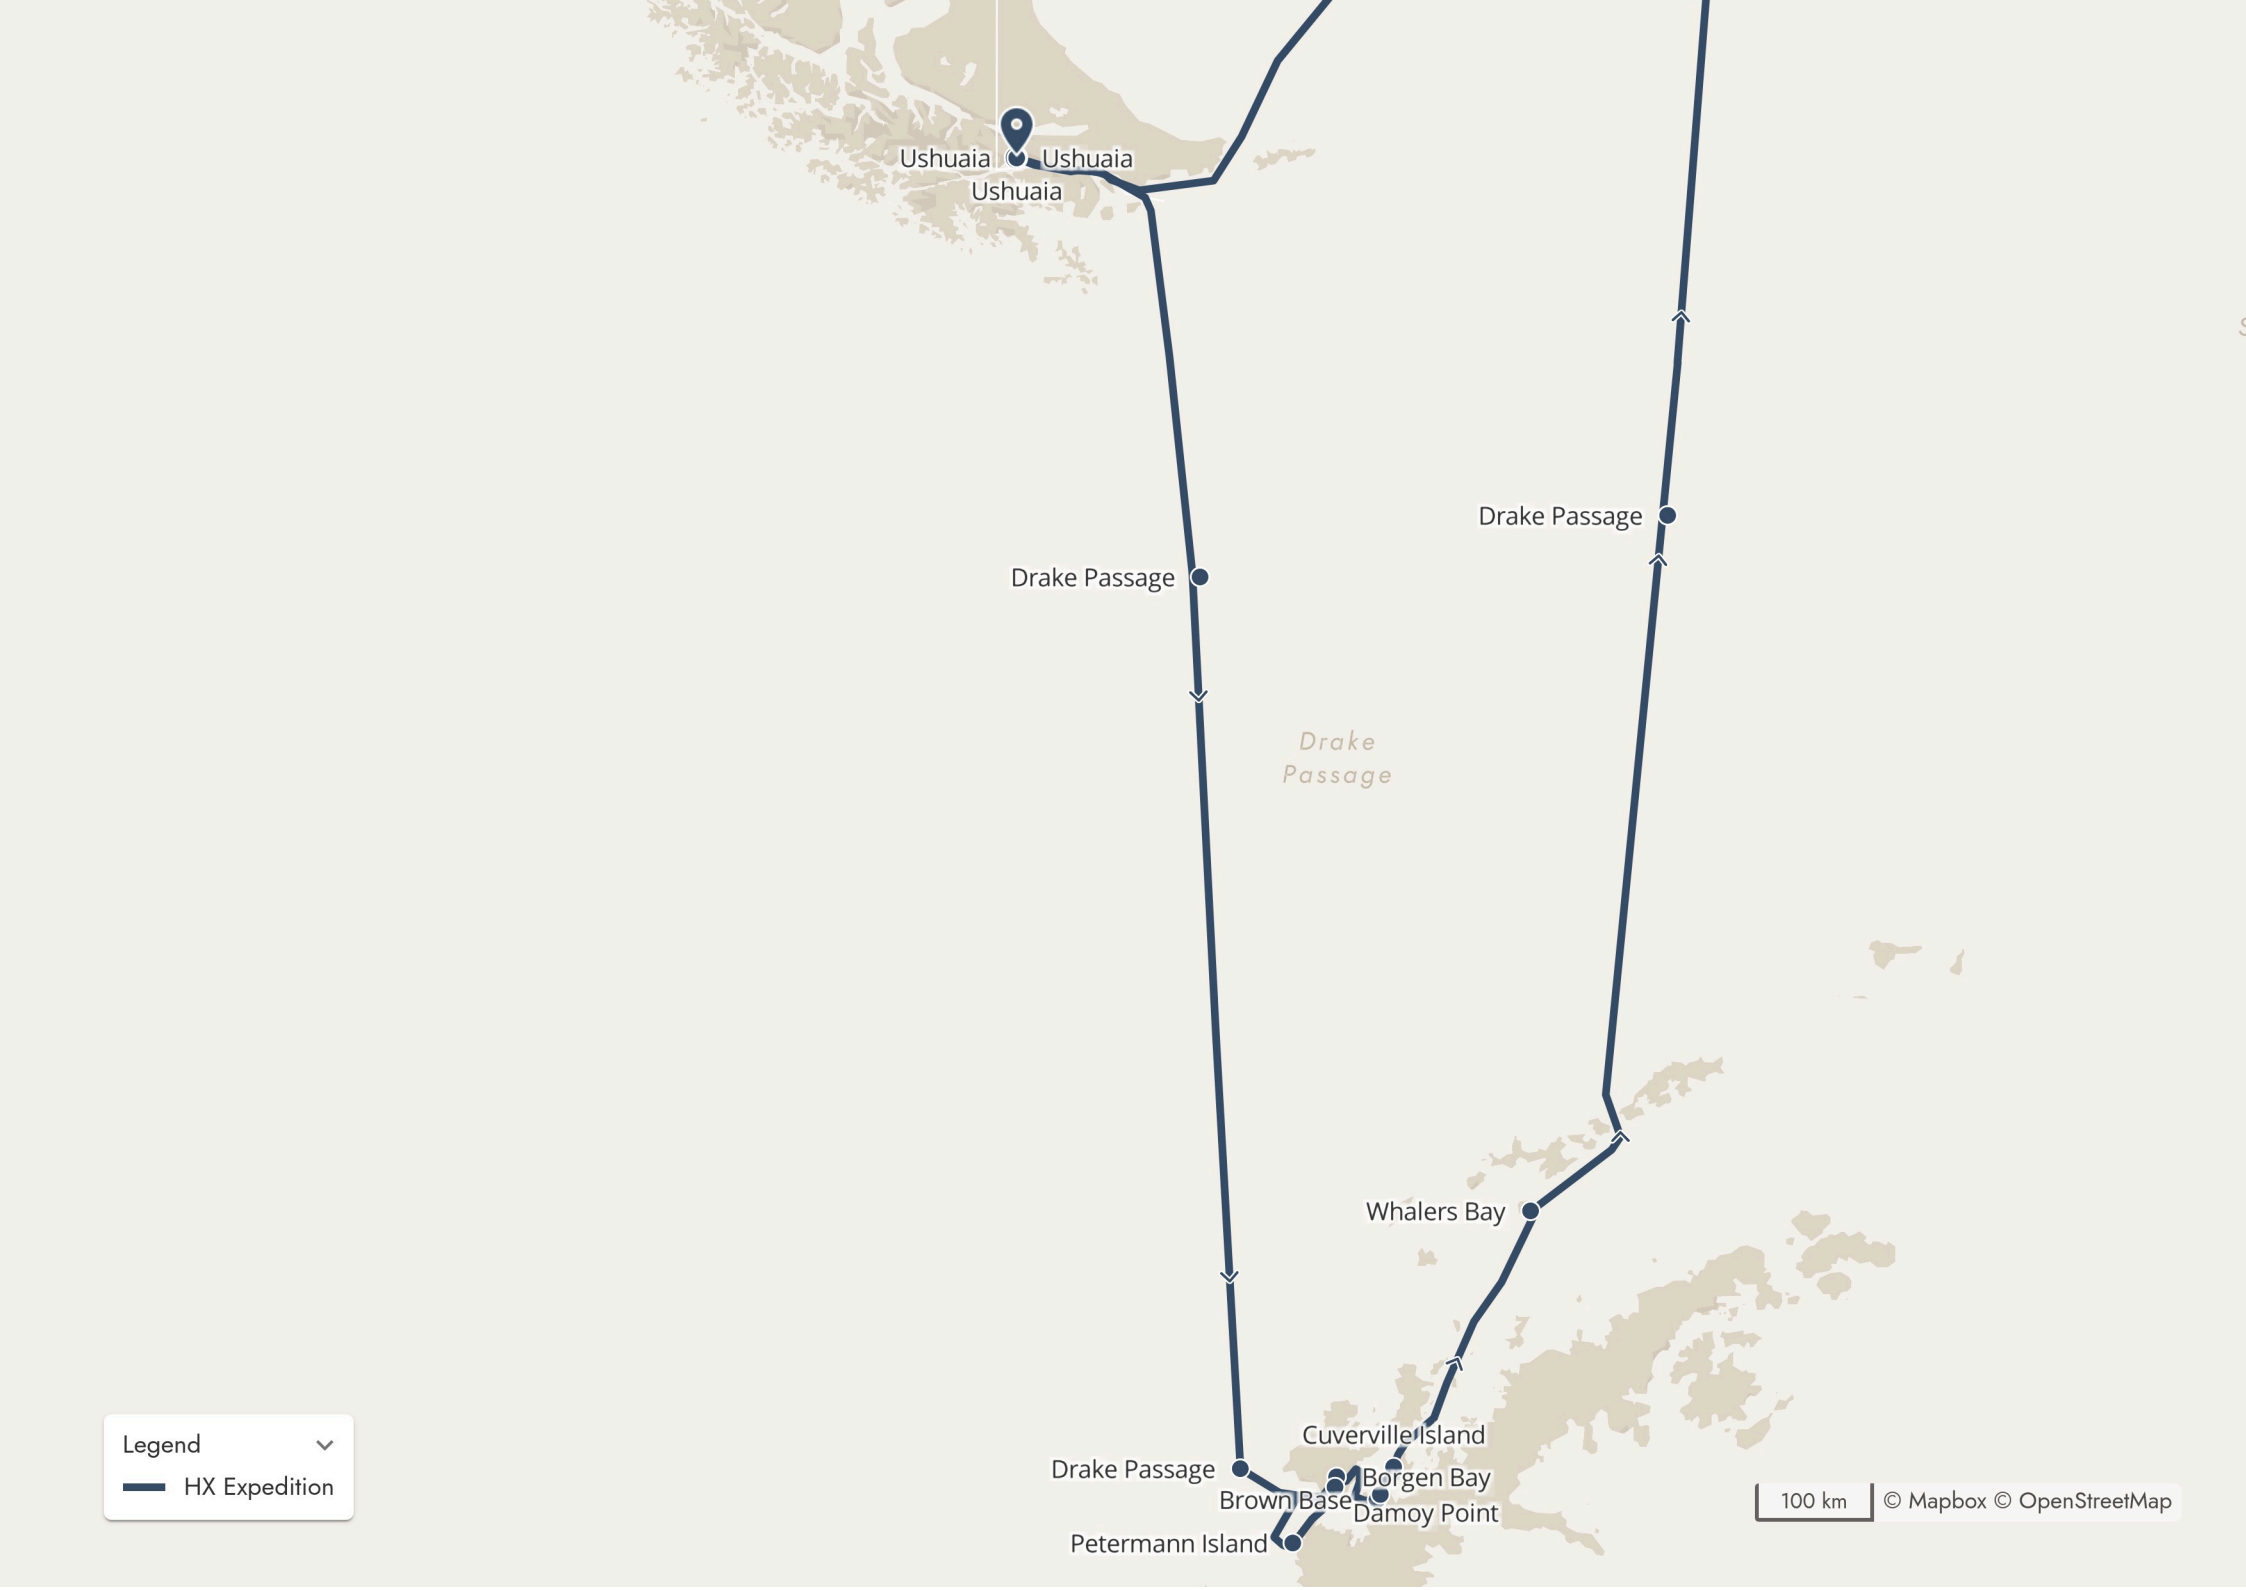 Ushuaia
Ushuaia
Ushuaia
S
Drake Passage
Drake Passage
Drake
Passage
Whalers Bay
Cuverville Island
Drake Passage
Borgen Bay
Brown Base
Damoy Point
Petermann Island
Legend
HX Expedition
100 km
© Mapbox © OpenStreetMap